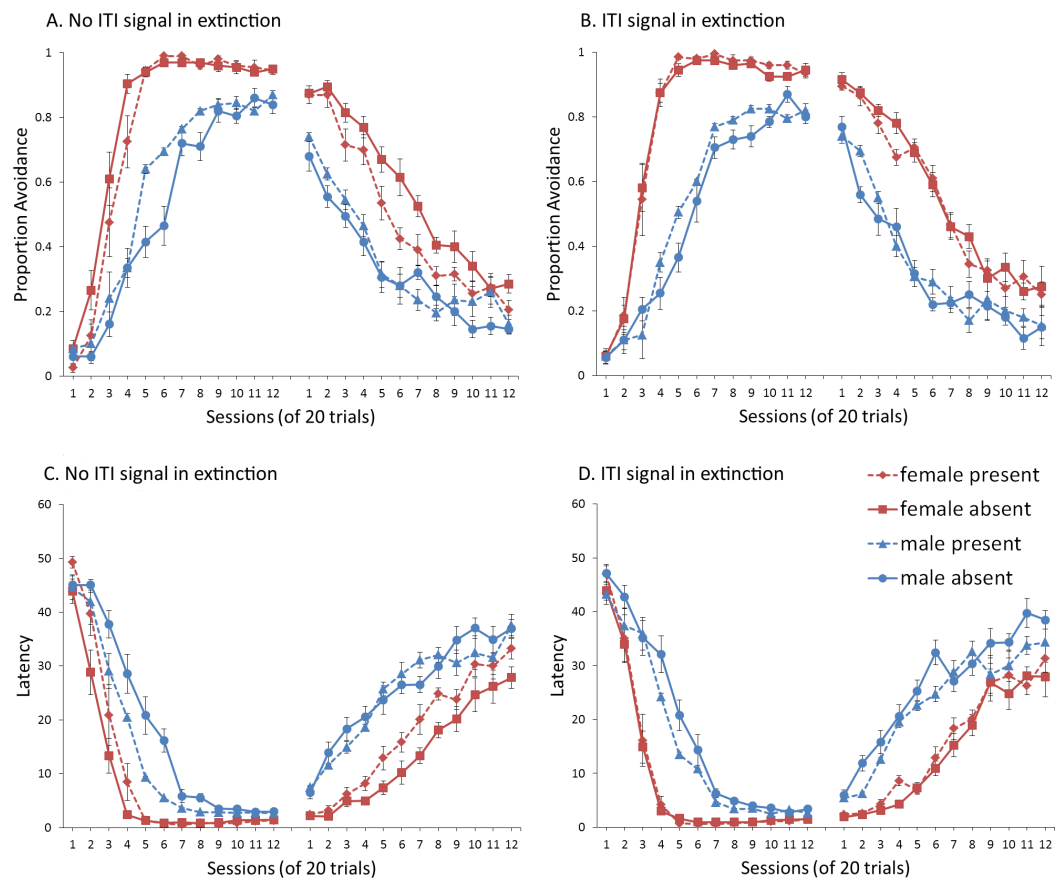 A. No ITI signal in extinction
Proportion Avoidance
1
0.8
0.6
0.4
0.2
0
1 2 3 4 5 6 7 8 9 10 11 12 1 2 3 4 5 6 7 8 9 10 11 12
Sessions (of 20 trials)
B. ITI signal in extinction
Proportion Avoidance
1
0.8
0.6
0.4
0.2
0
1 2 3 4 5 6 7 8 9 10 11 12 1 2 3 4 5 6 7 8 9 10 11 12
Sessions (of 20 trials)
C. No ITI signal in extinction
Latency
60
50
40
30
20
10
0
1 2 3 4 5 6 7 8 9 10 11 12 1 2 3 4 5 6 7 8 9 10 11 12
Sessions (of 20 trials)
D. ITI signal in extinction
Latency
60
50
40
30
20
10
0
1 2 3 4 5 6 7 8 9 10 11 12 1 2 3 4 5 6 7 8 9 10 11 12
Sessions (of 20 trials)
female present
female absent
male present
male absent